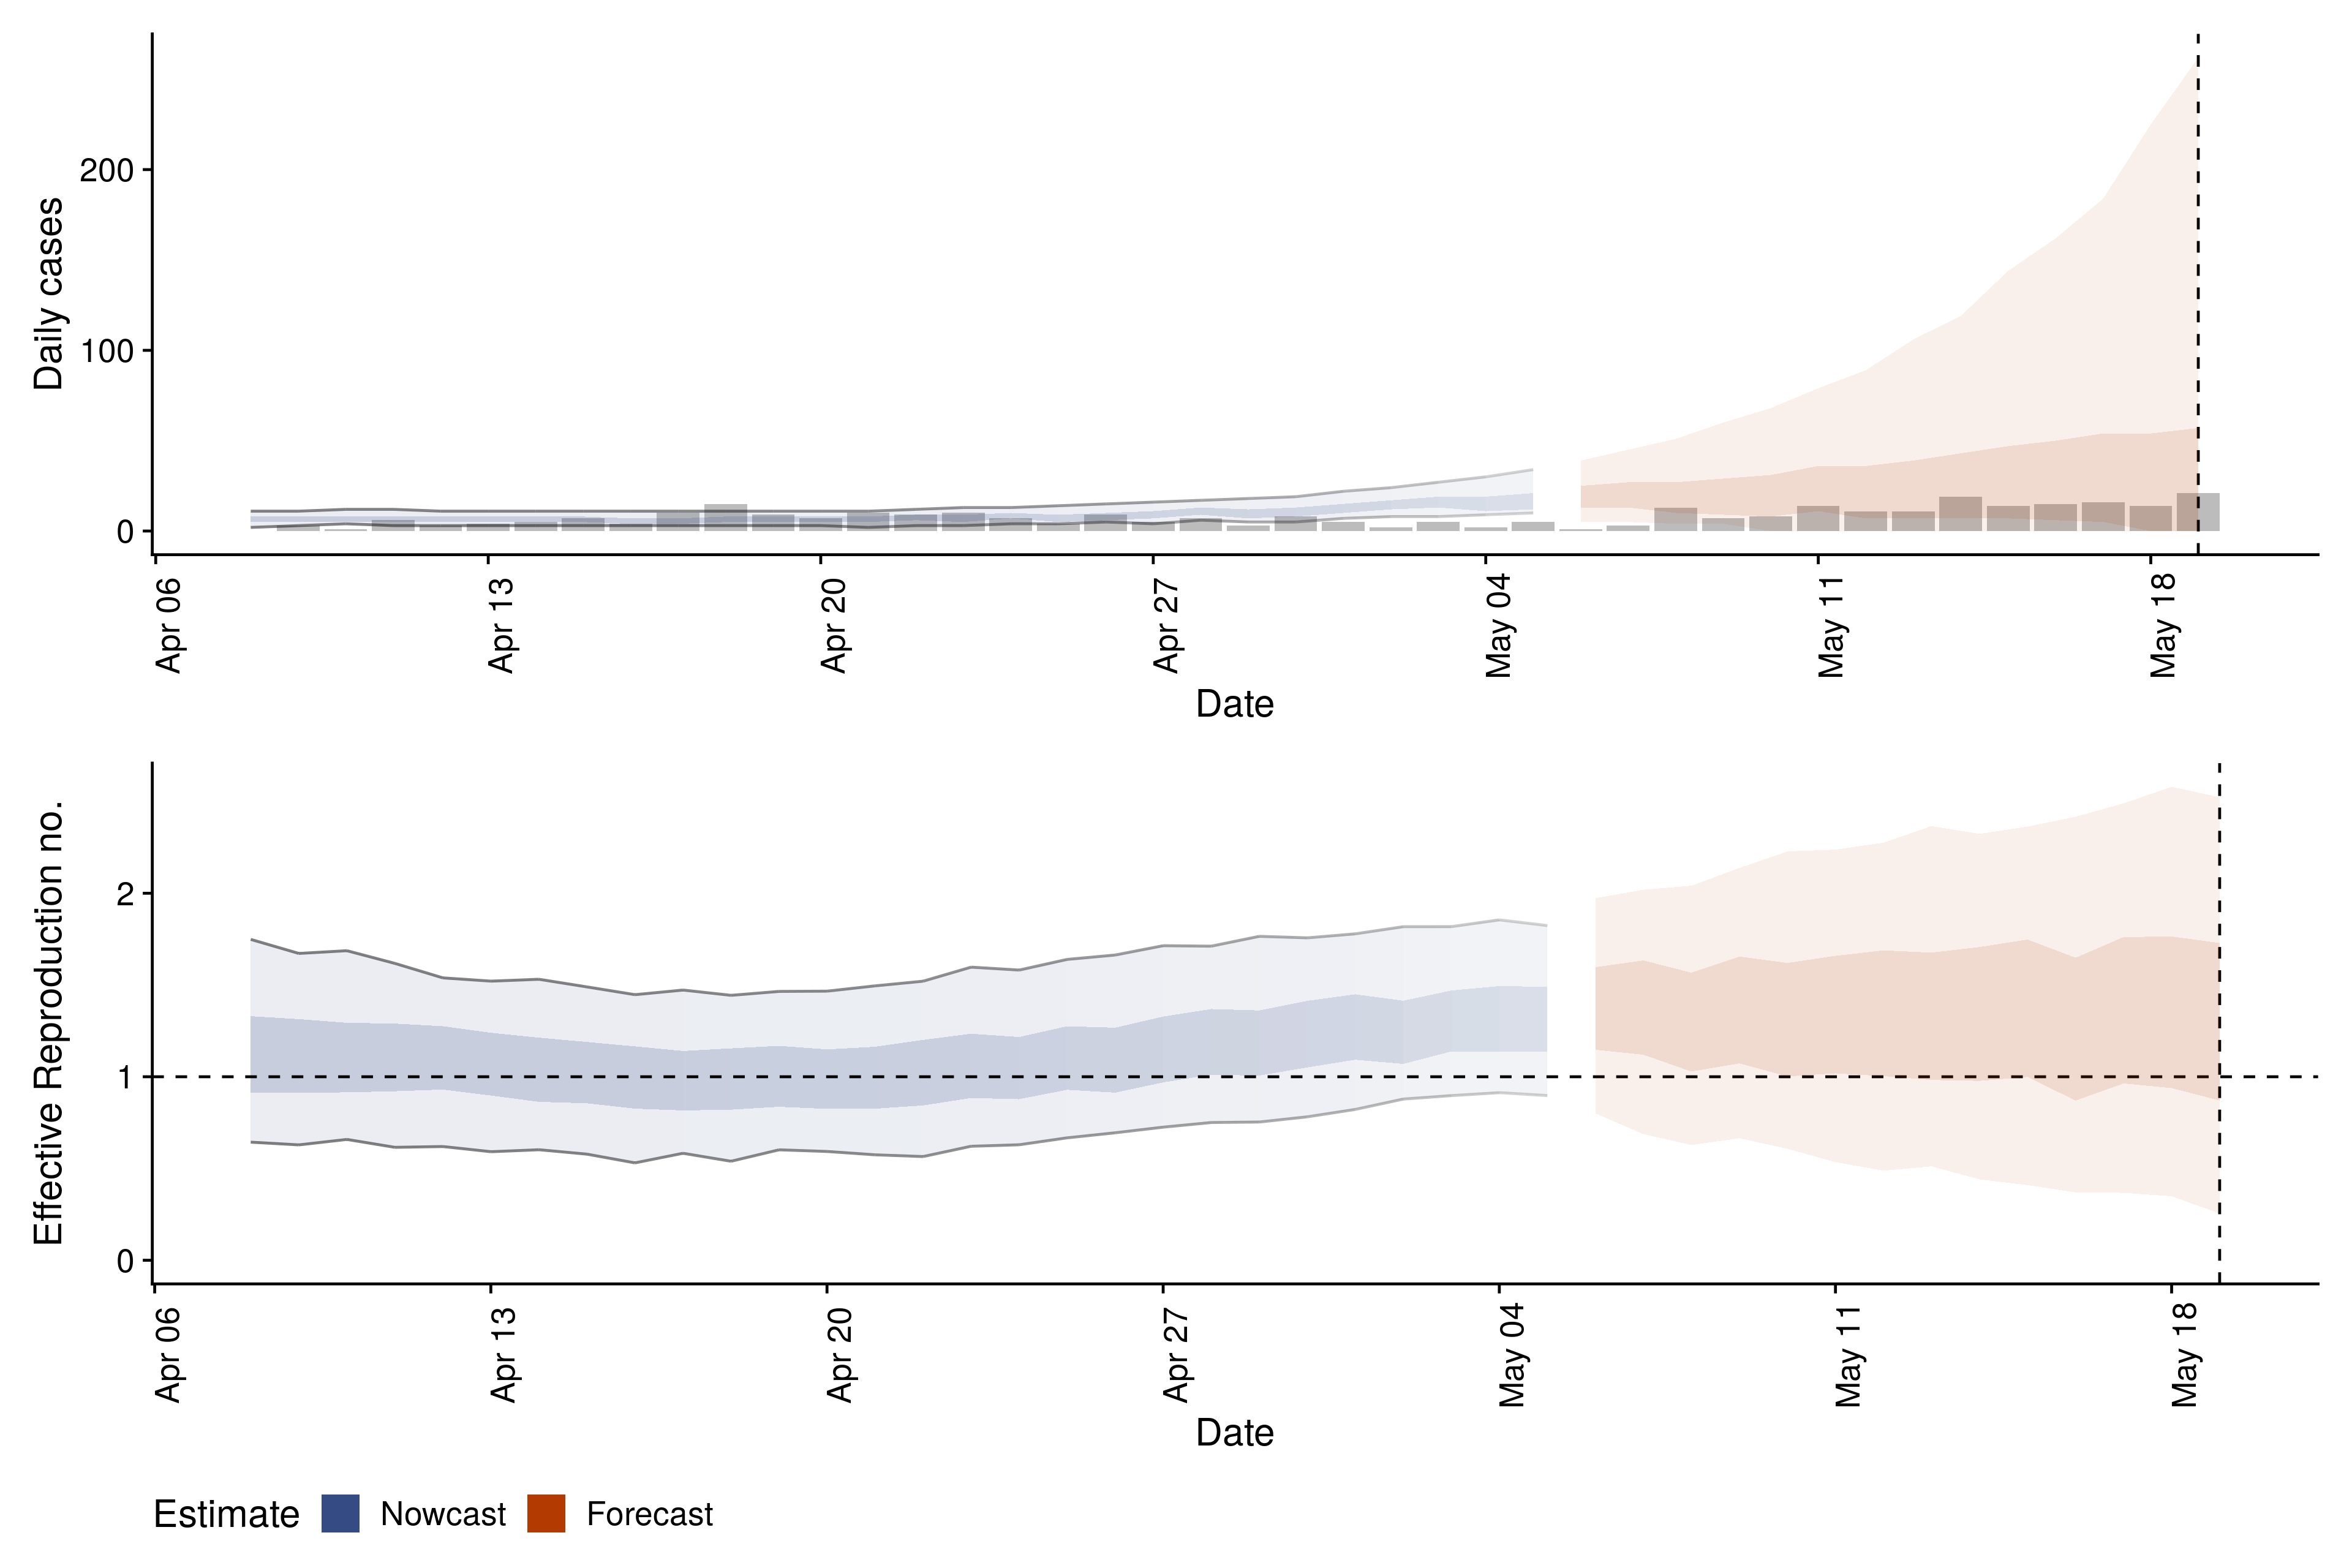 Daily cases
200
100
0
Apr 06
Apr 13
Apr 20
Apr 27
May 04
May 11
May 18
Date
Effective Reproduction no.
2
1
0
Apr 06
Apr 13
Apr 20
Apr 27
May 04
May 11
May 18
Date
Estimate Nowcast Forecast